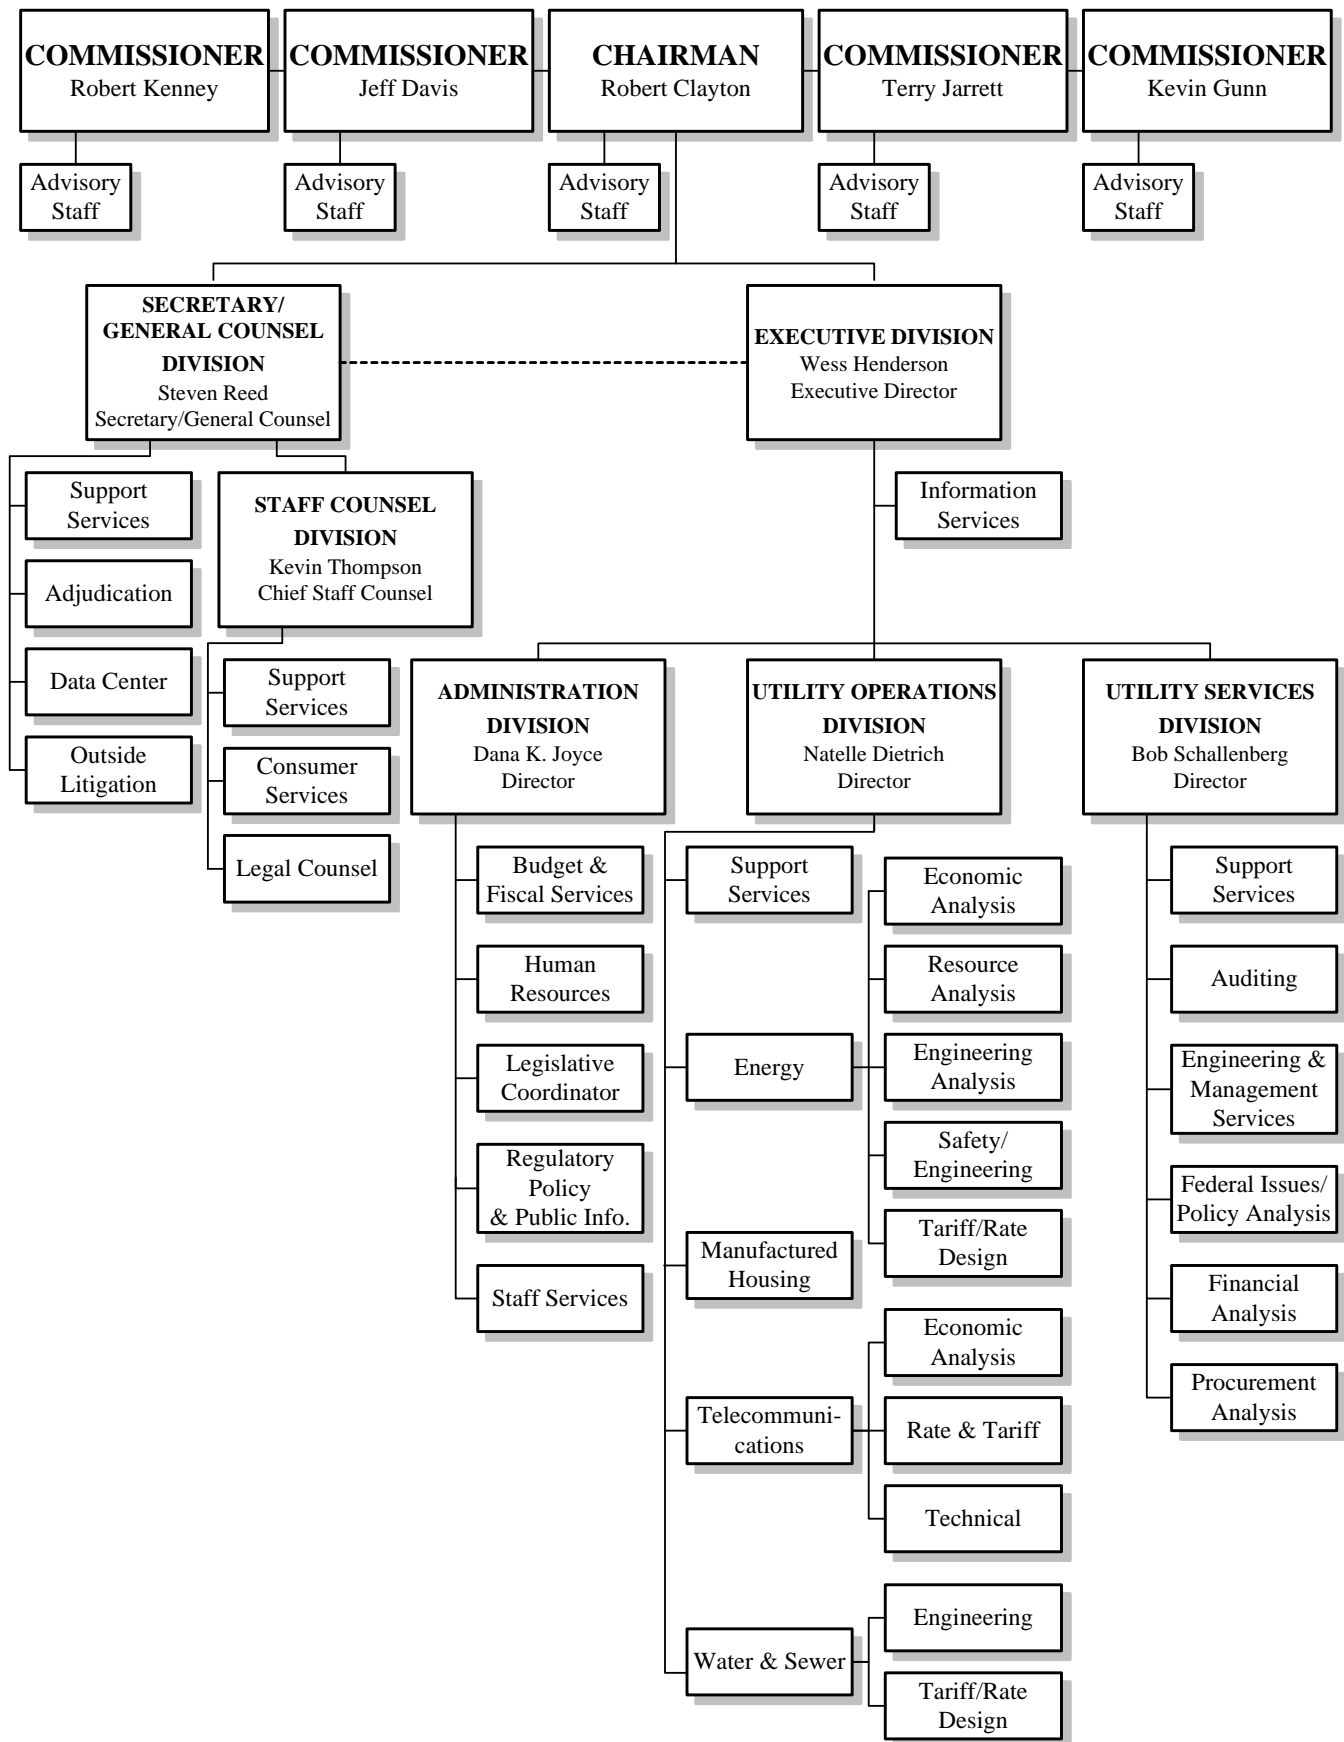 COMMISSIONER
Robert Kenney
COMMISSIONER
Jeff Davis
CHAIRMAN
Robert Clayton
COMMISSIONER
Terry Jarrett
COMMISSIONER
Kevin Gunn
Advisory
Staff
Advisory
Staff
Advisory
Staff
Advisory
Staff
Advisory
Staff
SECRETARY/
GENERAL COUNSEL
DIVISION
Steven Reed
Secretary/General Counsel
EXECUTIVE DIVISION
Wess Henderson
Executive Director
Support
Services
Adjudication
Data Center
Outside
Litigation
STAFF COUNSEL
DIVISION
Kevin Thompson
Chief Staff Counsel
Support
Services
Consumer
Services
Legal Counsel
Information
Services
ADMINISTRATION
DIVISION
Dana K. Joyce
Director
Budget &
Fiscal Services
Human
Resources
Legislative
Coordinator
Regulatory
Policy
& Public Info.
Staff Services
UTILITY OPERATIONS
DIVISION
Natelle Dietrich
Director
Support
Services
Energy
Economic
Analysis
Resource
Analysis
Engineering
Analysis
Safety/
Engineering
Tariff/Rate
Design
Manufactured
Housing
Telecommuni-
cations
Economic
Analysis
Rate & Tariff
Technical
Water & Sewer
Engineering
Tariff/Rate
Design
UTILITY SERVICES
DIVISION
Bob Schallenberg
Director
Support
Services
Auditing
Engineering &
Management
Services
Federal Issues/
Policy Analysis
Financial
Analysis
Procurement
Analysis